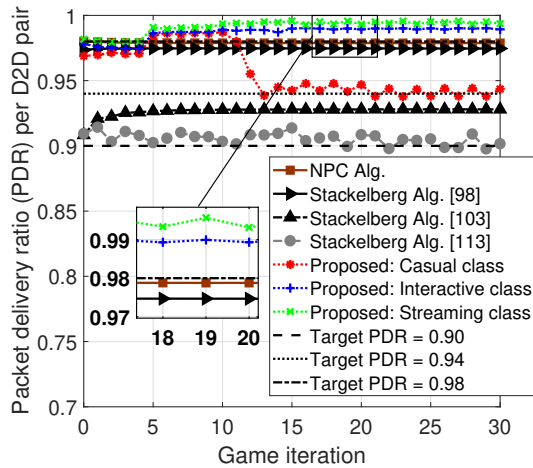 Packet delivery ratio (PDR) per D2D pair
1
0.95
0.9
0.85
0.8
0.75
0.7
0.99
0.98
0.97
18 19 20
NPC Alg.
Stackelberg Alg. [98]
Stackelberg Alg. [103]
Stackelberg Alg. [113]
Proposed: Casual class
Proposed: Interactive class
Proposed: Streaming class
Target PDR = 0.90
Target PDR = 0.94
Target PDR = 0.98
0 5 10 15 20 25 30
Game iteration